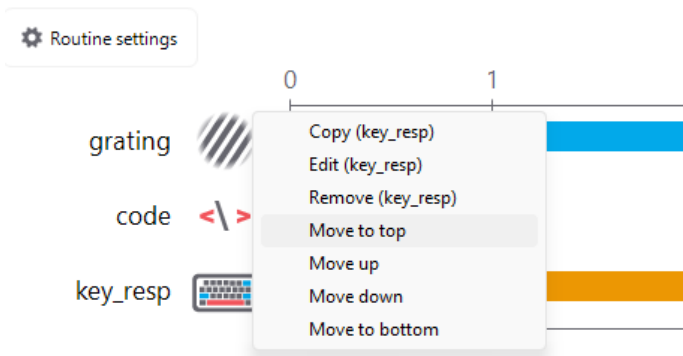 Routine settings
0 1
grating
code
key_resp
Copy (key_resp)
Edit (key_resp)
Remove (key_resp)
Move to top
Move up
Move down
Move to bottom